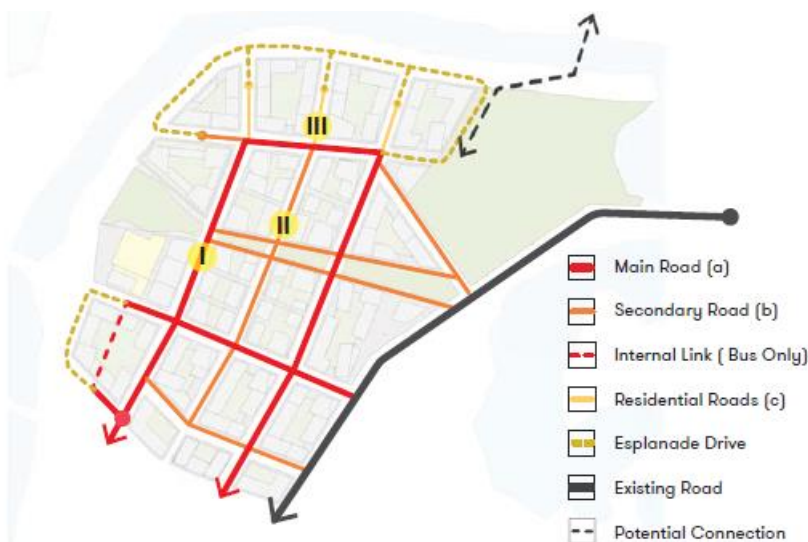 III
II
I
Main Road (a)
Secondary Road (b)
Internal Link ( Bus Only)
Residential Roads (c)
Esplanade Drive
Existing Road
Potential Connection